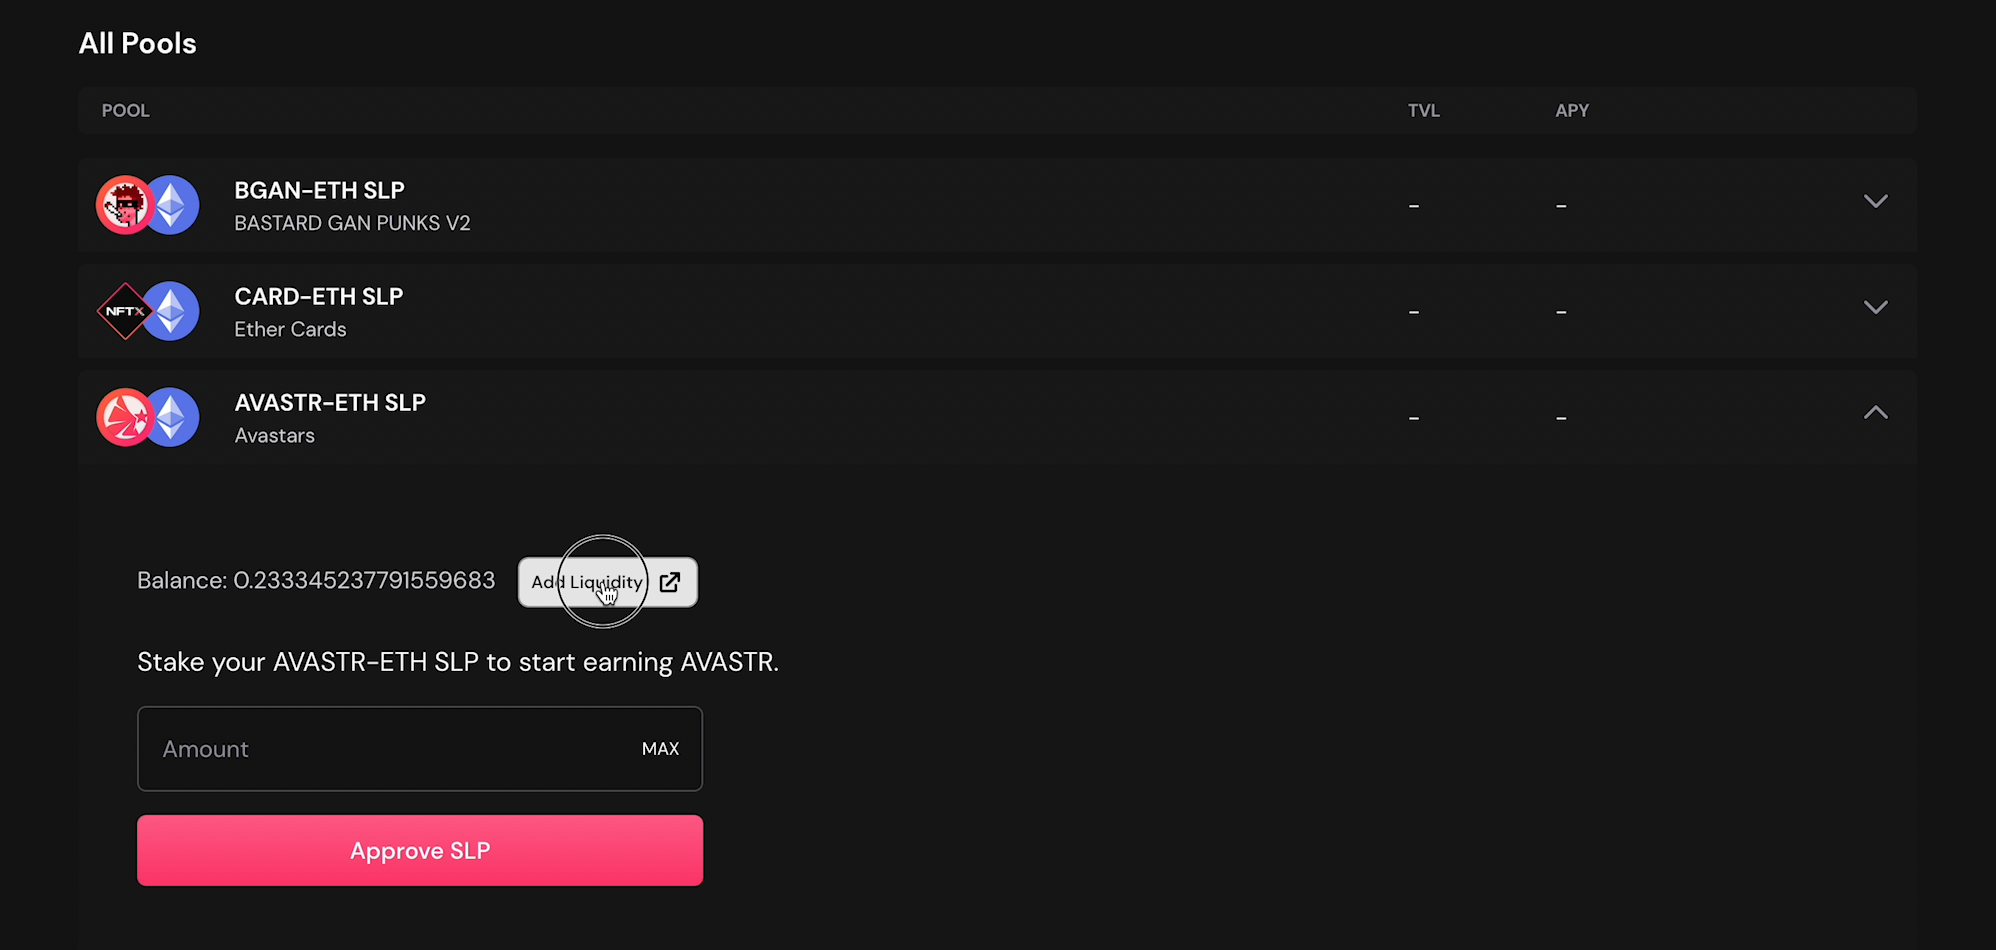 All Pools
POOL TVL APY
BGAN-ETH SLP
BASTARD GAN PUNKS V2
- -
NFTX
CARD-ETH SLP
Ether Cards
- -
AVASTR-ETH SLP
Avastars
- -
Balance: 0.233345237791559683 Add Liquidity
Stake your AVASTR-ETH SLP to start earning AVASTR.
Amount MAX
Approve SLP